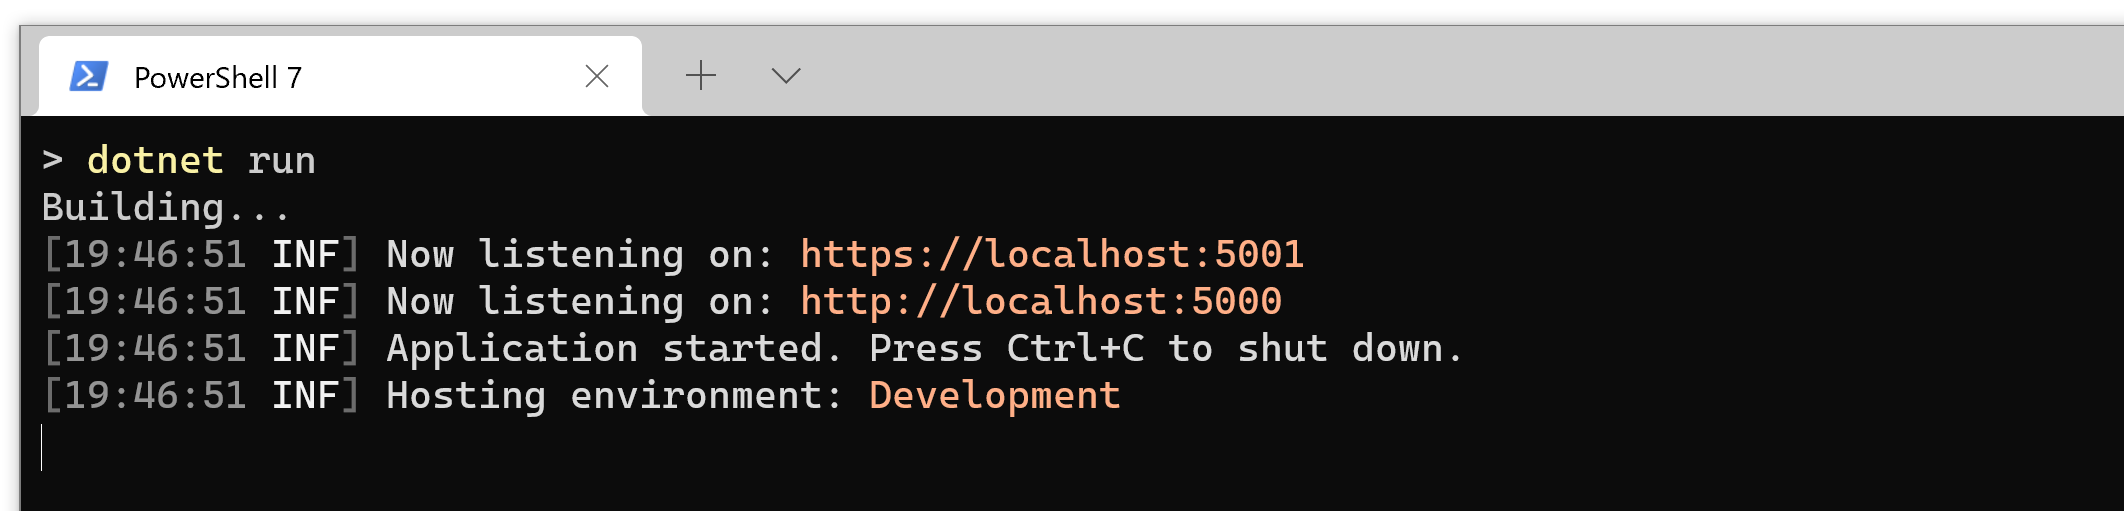 PowerShell 7
> dotnet run
Building...
[19:46:51 INF] Now listening on: https://localhost:5001
[19:46:51 INF] Now listening on: http://localhost:5000
[19:46:51 INF] Application started. Press Ctrl+C to shut down.
[19:46:51 INF] Hosting environment: Development